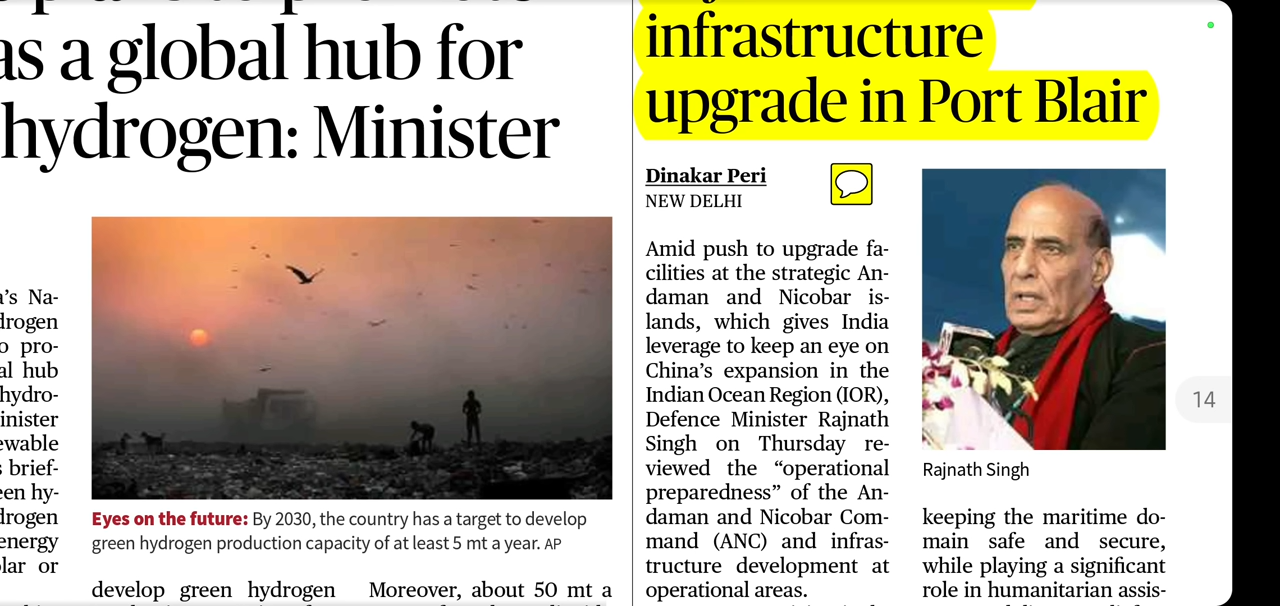 as a global hub for
hydrogen: Minister
a's Na-
drogen
o pro-
al hub
hydro-
inister
ewable
s brief-
een hy-
drogen
energy
lar or
Eyes on the future: By 2030, the country has a target to develop
green hydrogen production capacity of at least 5 mt a year. AP
develop green hydrogen
Moreover, about 50 mt a
infrastructure
upgrade in Port Blair
Dinakar Peri
NEW DELHI
Amid push to upgrade fa-
cilities at the strategic An-
daman and Nicobar is-
lands, which gives India
leverage to keep an eye on
China's expansion in the
Indian Ocean Region (IOR),
Defence Minister Rajnath
Singh on Thursday re-
viewed the “operational
preparedness” of the An-
daman and Nicobar Com-
mand (ANC) and infras-
tructure development at
operational areas.
Rajnath Singh
keeping the maritime do-
main safe and secure,
while playing a significant
role in humanitarian assis-
14